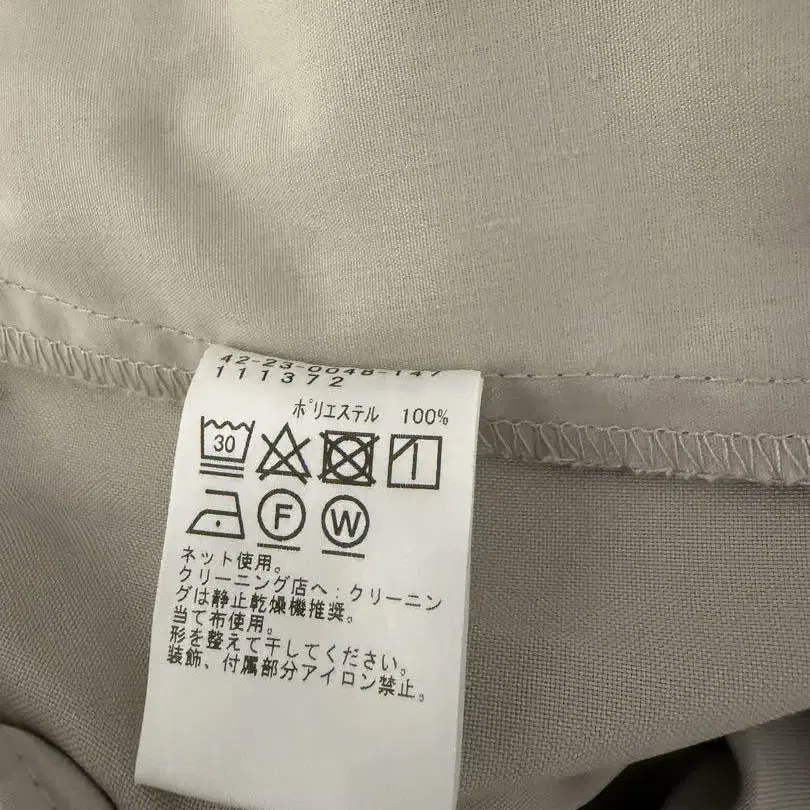 42-23-0048-147
111372
ポリエステル 100%
30
F W
ネット使用。
クリーニング店へ:クリーニン
グは静止乾燥機推奨。
当て布使用。
形を整えて干してください。
装飾、付属部分アイロン禁止。